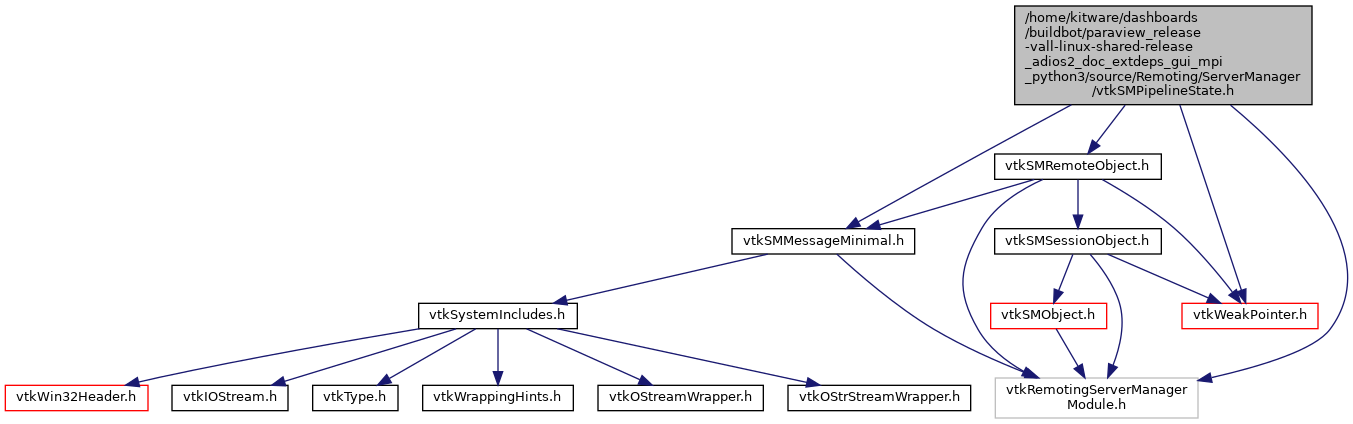 /home/kitware/dashboards
/buildbot/paraview_release
-vall-linux-shared-release
_adios2_doc_extdeps_gui_mpi
_python3/source/Remoting/ServerManager
/vtkSMPipelineState.h
vtkSMRemoteObject.h
vtkSMMessageMinimal.h
vtkSMSessionObject.h
vtkSystemIncludes.h
vtkSMObject.h
vtkWeakPointer.h
vtkWin32Header.h
vtkIOStream.h
vtkType.h
vtkWrappingHints.h
vtkOStreamWrapper.h
vtkOStrStreamWrapper.h
vtkRemotingServerManager
Module.h